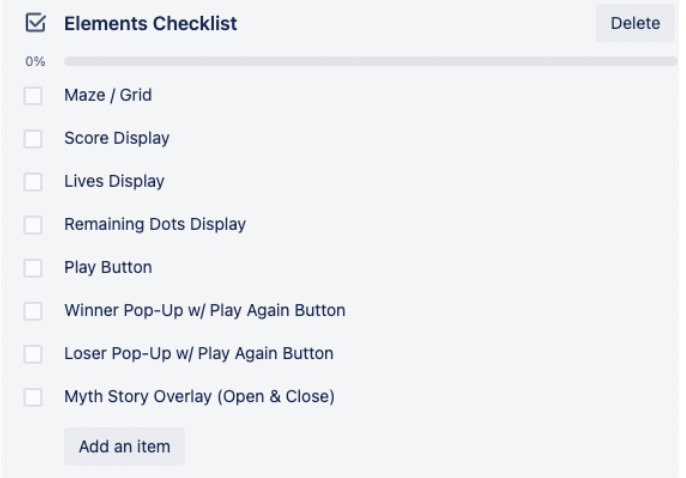 Elements Checklist
Delete
0%
Maze / Grid
Score Display
Lives Display
Remaining Dots Display
Play Button
Winner Pop-Up w/ Play Again Button
Loser Pop-Up w/ Play Again Button
Myth Story Overlay (Open & Close)
Add an item